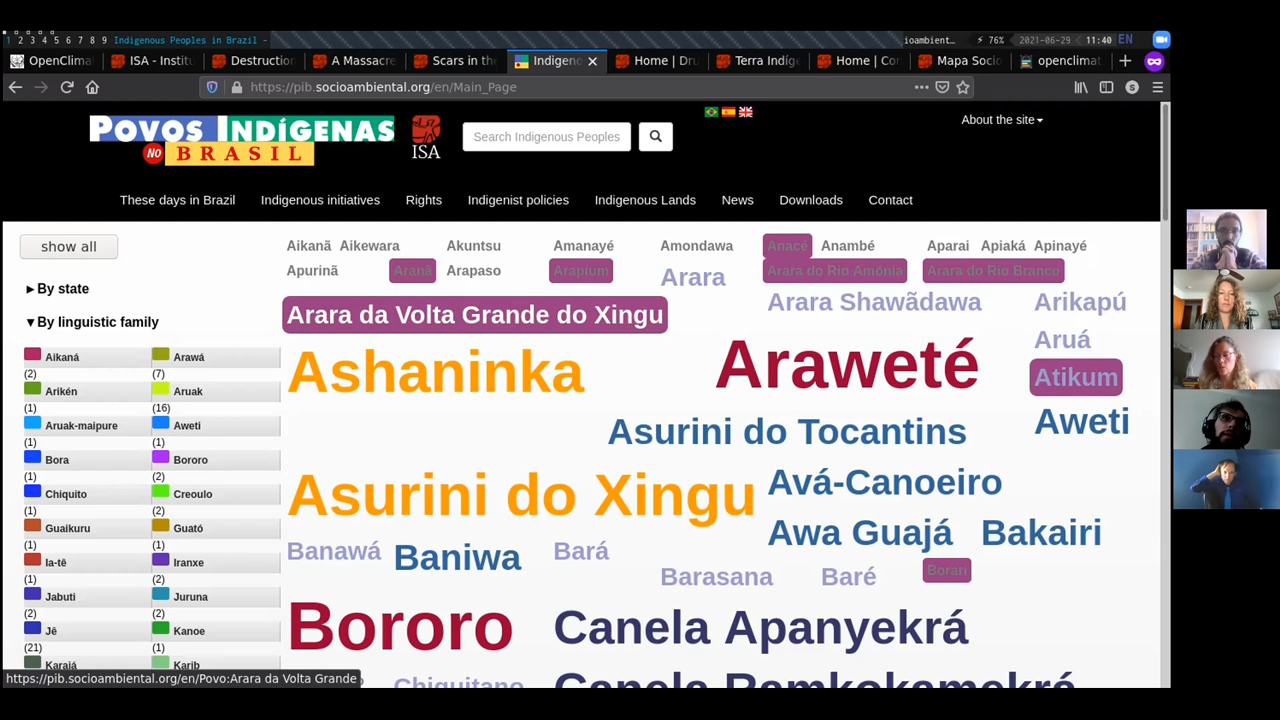 1 2 3 4 5 6 7 8 9 Indigenous Peoples in Brazil - ioambient… 76% 2021-06-29 11:40 EN
OpenClimat ISA - Institu Destruction A Massacre Scars in the Indigeno Home | Dru Terra Indíge Home | Con Mapa Socio openclimat
https://pib.socioambiental.org/en/Main_Page
POVOS INDÍGENAS
NO BRASIL
ISA
Search Indigenous Peoples
About the site
These days in Brazil Indigenous initiatives Rights Indigenist policies Indigenous Lands News Downloads Contact
show all
►By state
▼By linguistic family
Aikaná Arawá
(2) (7)
Arikén Aruak
(1) (16)
Aruak-maipure Aweti
(1) (1)
Bora Bororo
(1) (2)
Chiquito Creoulo
(1) (2)
Guaikuru Guató
(1) (1)
Ia-tê Iranxe
(1) (2)
Jabuti Juruna
(2) (2)
Jê Kanoe
(21) (1)
Karajá Karib
Aikanã Aikewara Akuntsu Amanayé Amondawa Anacé Anambé Aparai Apiaká Apinayé
Apurinã Aranã Arapaso Arapium Arara Arara do Rio Amônia Arara do Rio Branco
Arara da Volta Grande do Xingu Arara Shawãdawa Arikapú
Ashaninka Araweté Aruá
Atikum
Asurini do Tocantins Aweti
Asurini do Xingu Avá-Canoeiro
Awa Guajá Bakairi
Banawá Baniwa Bará Barasana Baré Borari
Bororo Canela Apanyekrá
Chiquitano Canela Ramkokamekrá
https://pib.socioambiental.org/en/Povo:Arara da Volta Grande